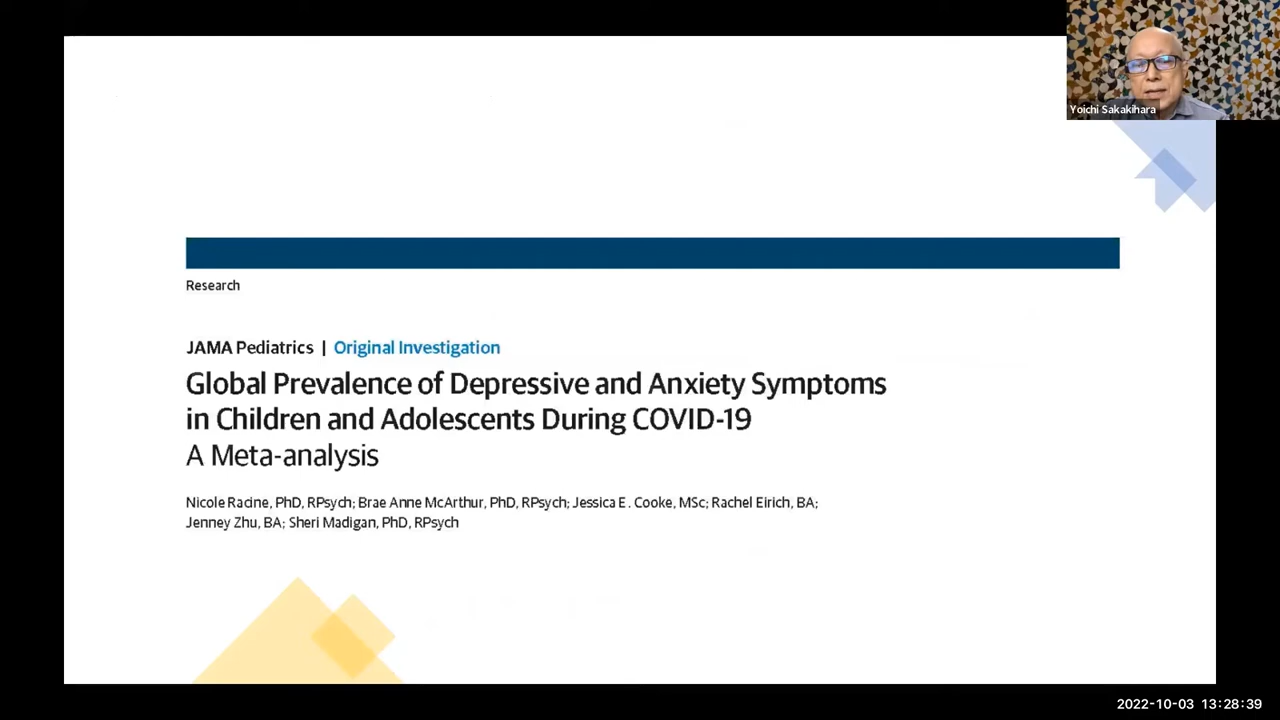 Yoichi Sakakihara
Research
JAMA Pediatrics | Original Investigation
Global Prevalence of Depressive and Anxiety Symptoms
in Children and Adolescents During COVID-19
A Meta-analysis
Nicole Racine, PhD, RPsych; Brae Anne McArthur, PhD, RPsych; Jessica E. Cooke, MSc; Rachel Eirich, BA;
Jenney Zhu, BA; Sheri Madigan, PhD, RPsych
2022-10-03 13:28:39